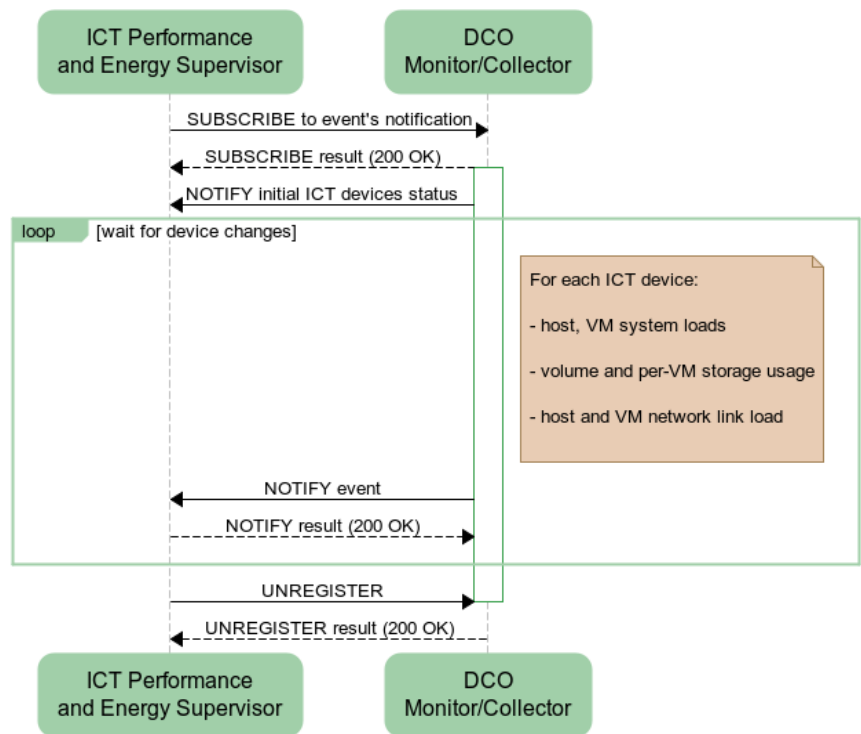 ICT Performance
and Energy Supervisor
DCO
Monitor/Collector
SUBSCRIBE to event's notification
SUBSCRIBE result (200 OK)
NOTIFY initial ICT devices status
loop
[wait for device changes]
For each ICT device:
- host, VM system loads
- volume and per-VM storage usage
- host and VM network link load
NOTIFY event
NOTIFY result (200 OK)
UNREGISTER
UNREGISTER result (200 OK)
ICT Performance
and Energy Supervisor
DCO
Monitor/Collector